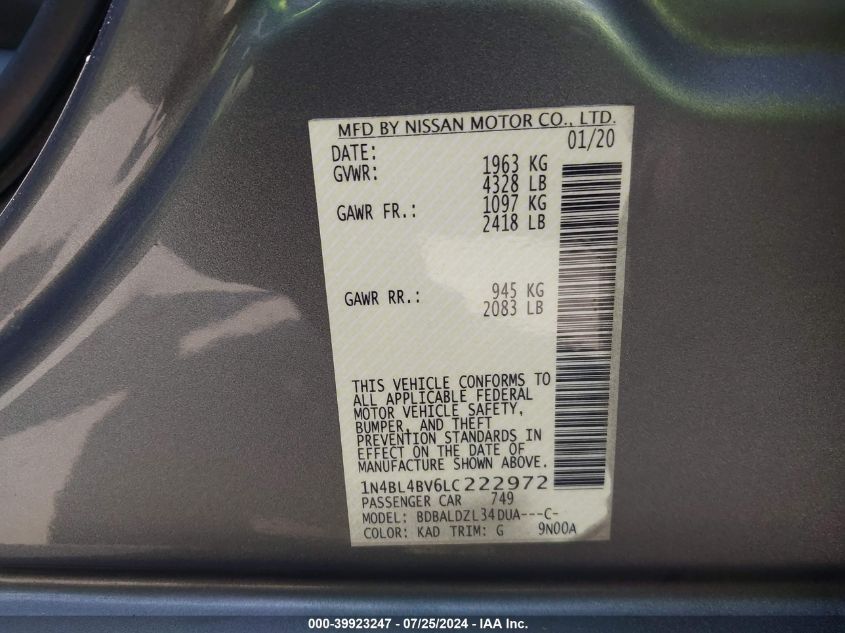 MFD BY NISSAN MOTOR CO., LTD.
DATE: 01/20
GVWR: 1963 KG
4328 LB
GAWR FR.: 1097 KG
2418 LB
GAWR RR.: 945 KG
2083 LB
THIS VEHICLE CONFORMS TO
ALL APPLICABLE FEDERAL
MOTOR VEHICLE SAFETY,
BUMPER, AND THEFT
PREVENTION STANDARDS IN
EFFECT ON THE DATE OF
MANUFACTURE SHOWN ABOVE.
1N4BL4BV6LC222972
PASSENGER CAR 749
MODEL: BDBALDZL34DUA---C-
COLOR: KAD TRIM: G 9N00A
000-39923247 - 07/25/2024 - IAA Inc.